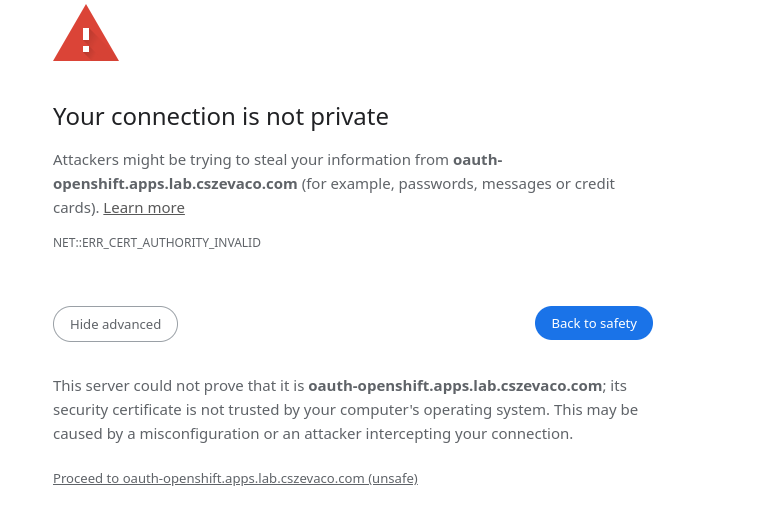 Your connection is not private
Attackers might be trying to steal your information from oauth-
openshift.apps.lab.cszevaco.com (for example, passwords, messages or credit
cards). Learn more
NET::ERR_CERT_AUTHORITY_INVALID
Hide advanced
Back to safety
This server could not prove that it is oauth-openshift.apps.lab.cszevaco.com; its
security certificate is not trusted by your computer's operating system. This may be
caused by a misconfiguration or an attacker intercepting your connection.
Proceed to oauth-openshift.apps.lab.cszevaco.com (unsafe)